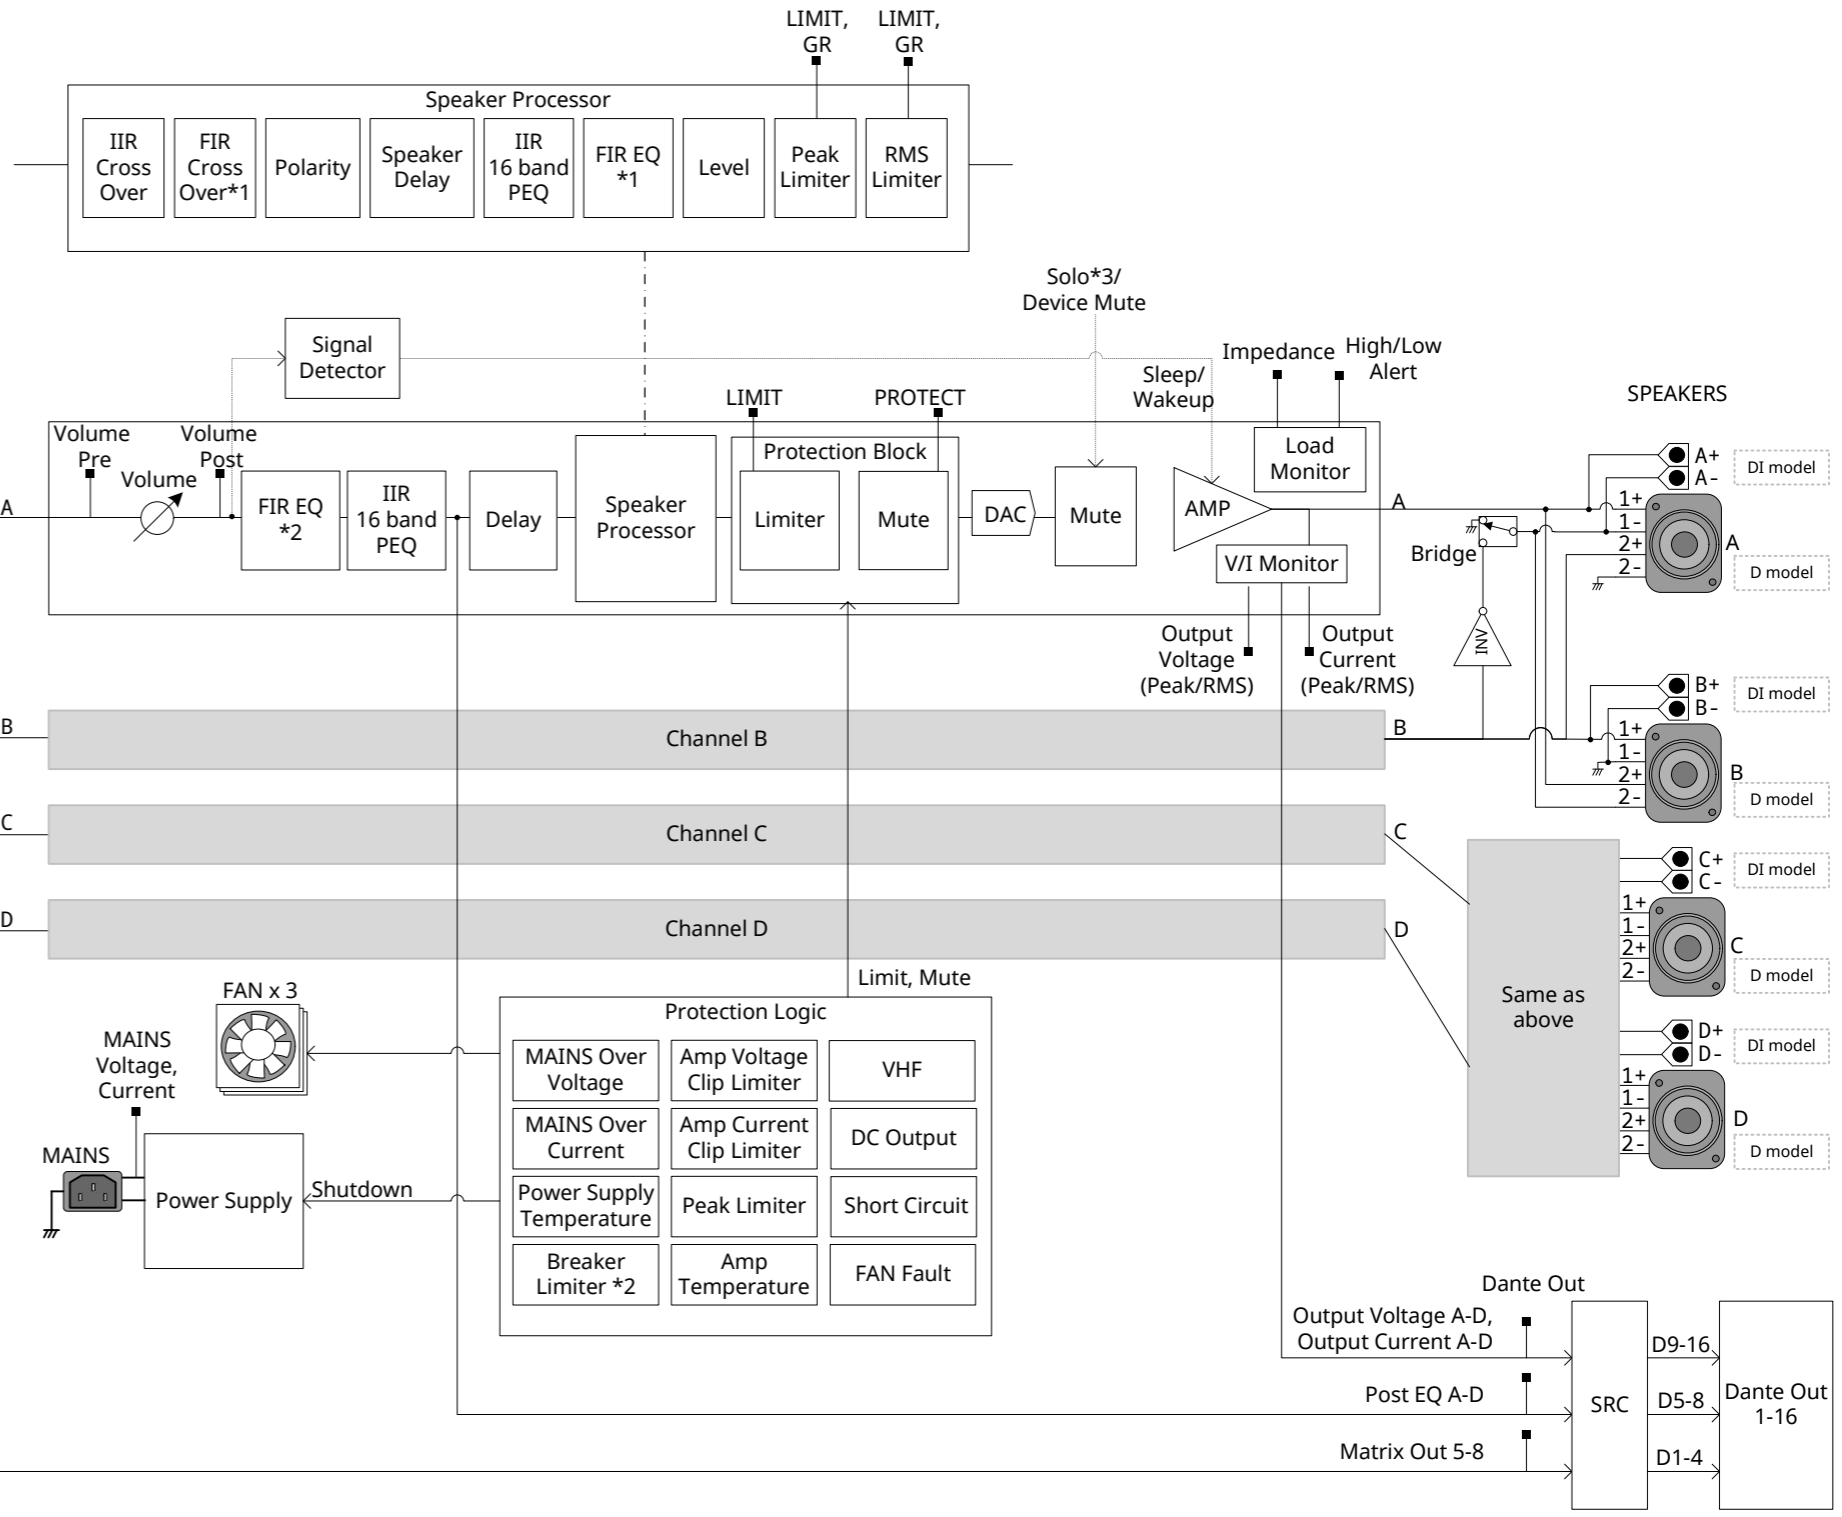 LIMIT,
GR
LIMIT,
GR
Speaker Processor
IIR
Cross
Over
FIR
Cross
Over*1
Polarity
Speaker
Delay
IIR
16 band
PEQ
FIR EQ
*1
Level
Peak
Limiter
RMS
Limiter
Solo*3/
Device Mute
Signal
Detector
Impedance
High/Low
Alert
Sleep/
Wakeup
SPEAKERS
LIMIT
PROTECT
Volume
Pre
Volume
Post
Volume
A
FIR EQ
*2
IIR
16 band
PEQ
Delay
Speaker
Processor
Protection Block
Limiter
Mute
DAC
Mute
AMP
Load
Monitor
V/I Monitor
A
Bridge
INV
A+
A-
DI model
1+
1-
2+
2-
A
D model
Output
Voltage
(Peak/RMS)
Output
Current
(Peak/RMS)
B
Channel B
B
B+
B-
DI model
1+
1-
2+
2-
B
D model
C
Channel C
C
D
Channel D
D
Same as
above
C+
C-
DI model
1+
1-
2+
2-
C
D model
D+
D-
DI model
1+
1-
2+
2-
D
D model
Limit, Mute
FAN x 3
MAINS
Voltage,
Current
MAINS
Power Supply
Shutdown
Protection Logic
MAINS Over
Voltage
Amp Voltage
Clip Limiter
VHF
MAINS Over
Current
Amp Current
Clip Limiter
DC Output
Power Supply
Temperature
Peak Limiter
Short Circuit
Breaker
Limiter *2
Amp
Temperature
FAN Fault
Dante Out
Output Voltage A-D,
Output Current A-D
Post EQ A-D
Matrix Out 5-8
SRC
D9-16
D5-8
D1-4
Dante Out
1-16